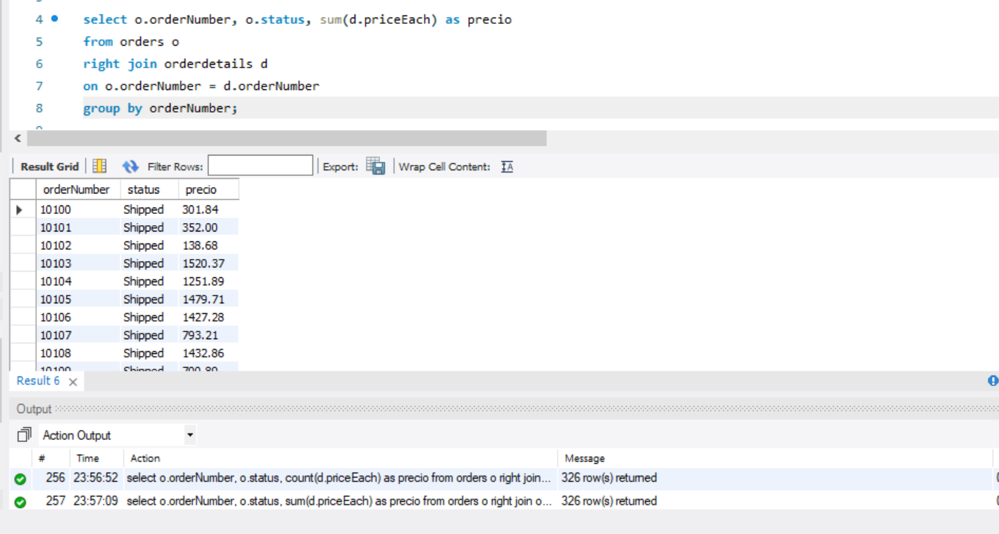 4 select o.orderNumber, o.status, sum(d.priceEach) as precio
5 from orders o
6 right join orderdetails d
7 on o.orderNumber = d.orderNumber
8 group by orderNumber;
Result Grid Filter Rows: Export: Wrap Cell Content: IA
orderNumber status precio
10100 Shipped 301.84
10101 Shipped 352.00
10102 Shipped 138.68
10103 Shipped 1520.37
10104 Shipped 1251.89
10105 Shipped 1479.71
10106 Shipped 1427.28
10107 Shipped 793.21
10108 Shipped 1432.86
10109 Shipped
Result 6
Output
Action Output
# Time Action Message
256 23:56:52 select o.orderNumber, o.status, count(d.priceEach) as precio from orders o right join... 326 row(s) returned
257 23:57:09 select o.orderNumber, o.status, sum(d.priceEach) as precio from orders o right join o... 326 row(s) returned